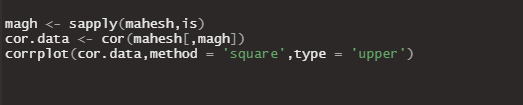 magh <- sapply(mahesh,is)
cor.data <- cor(mahesh[,magh])
corrplot(cor.data,method = 'square',type = 'upper')